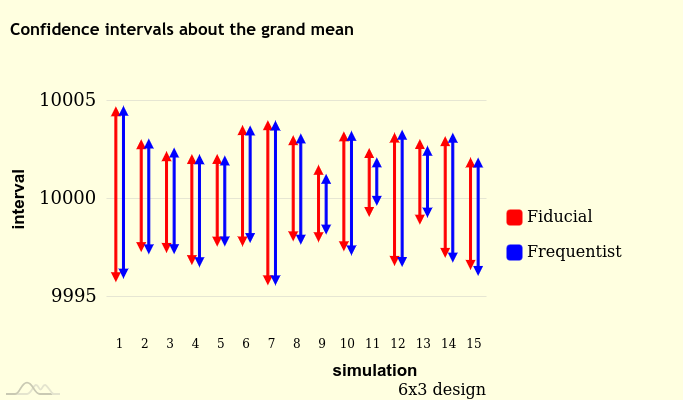 Confidence intervals about the grand mean
10005
10000
9995
interval
1 2 3 4 5 6 7 8 9 10 11 12 13 14 15
simulation
6x3 design
Fiducial
Frequentist